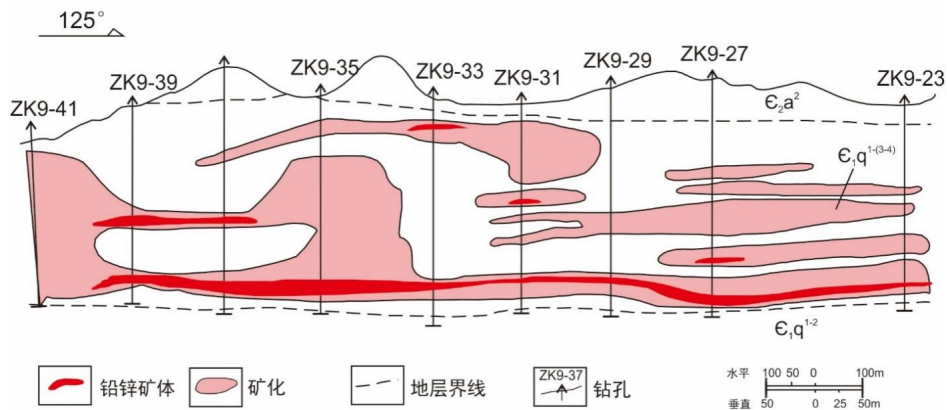 125°
ZK9-41
ZK9-39
ZK9-35
ZK9-33
ZK9-31
ZK9-29
ZK9-27
ZK9-23
Є₂a²
Є₁q¹⁻⁽³⁻⁴⁾
Є₁q¹⁻²
铅锌矿体
矿化
地层界线
ZK9-37
钻孔
水平 100 50 0 100m
垂直 50 0 25 50m